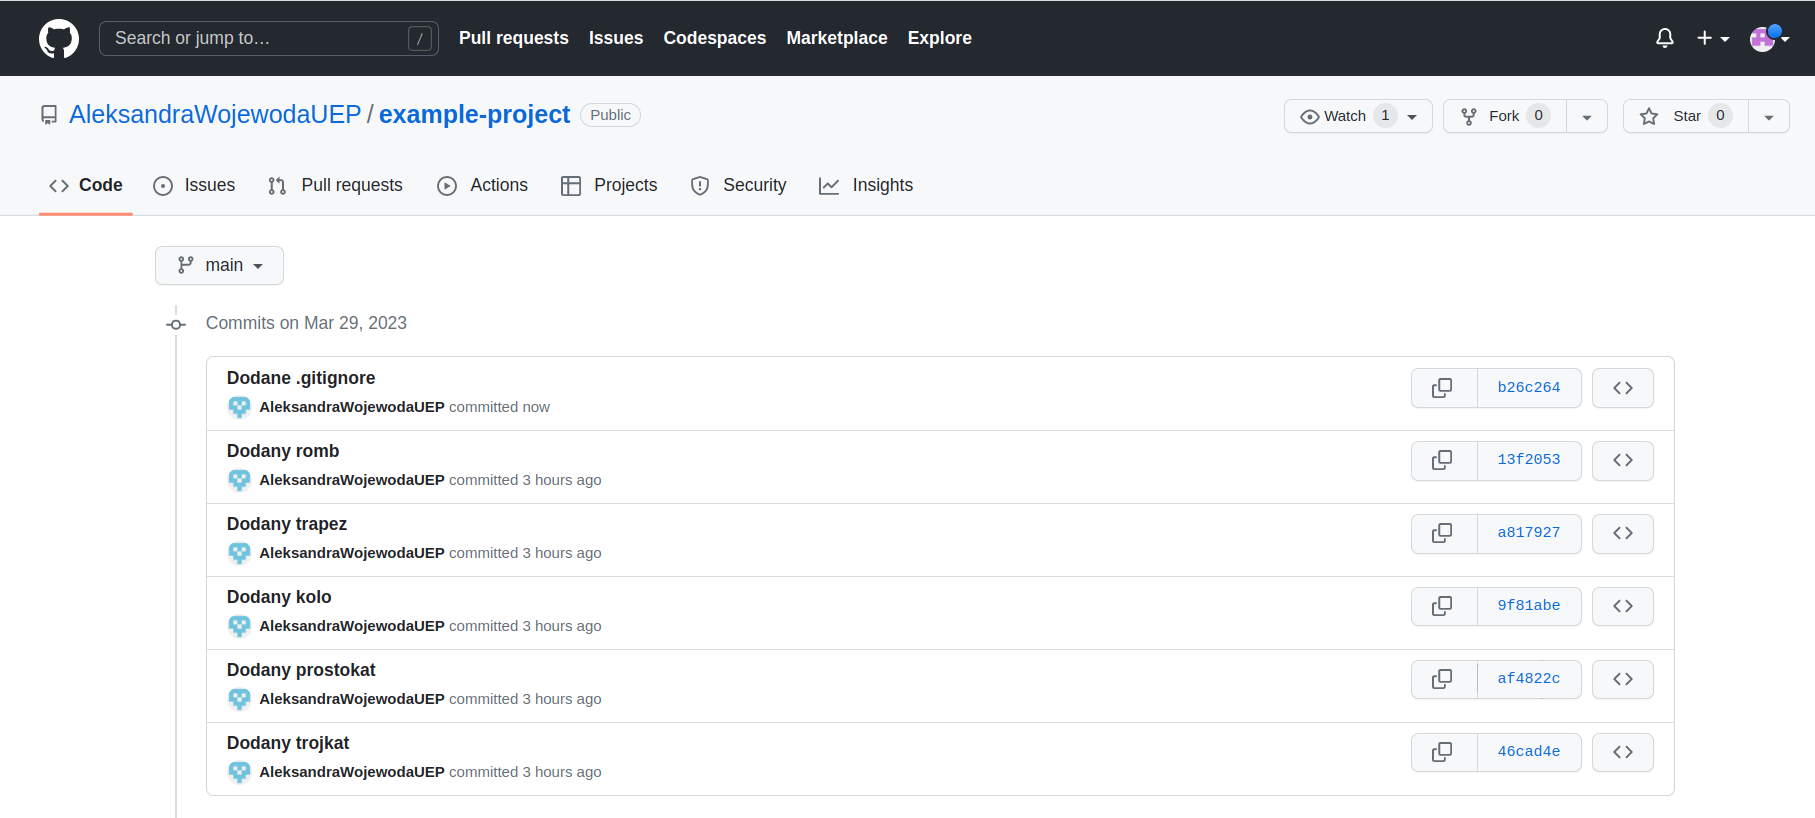 Search or jump to… / Pull requests Issues Codespaces Marketplace Explore
AleksandraWojewodaUEP / example-project Public Watch 1 Fork 0 Star 0
Code Issues Pull requests Actions Projects Security Insights
main
Commits on Mar 29, 2023
Dodane .gitignore
AleksandraWojewodaUEP committed now
b26c264
Dodany romb
AleksandraWojewodaUEP committed 3 hours ago
13f2053
Dodany trapez
AleksandraWojewodaUEP committed 3 hours ago
a817927
Dodany kolo
AleksandraWojewodaUEP committed 3 hours ago
9f81abe
Dodany prostokat
AleksandraWojewodaUEP committed 3 hours ago
af4822c
Dodany trojkat
AleksandraWojewodaUEP committed 3 hours ago
46cad4e